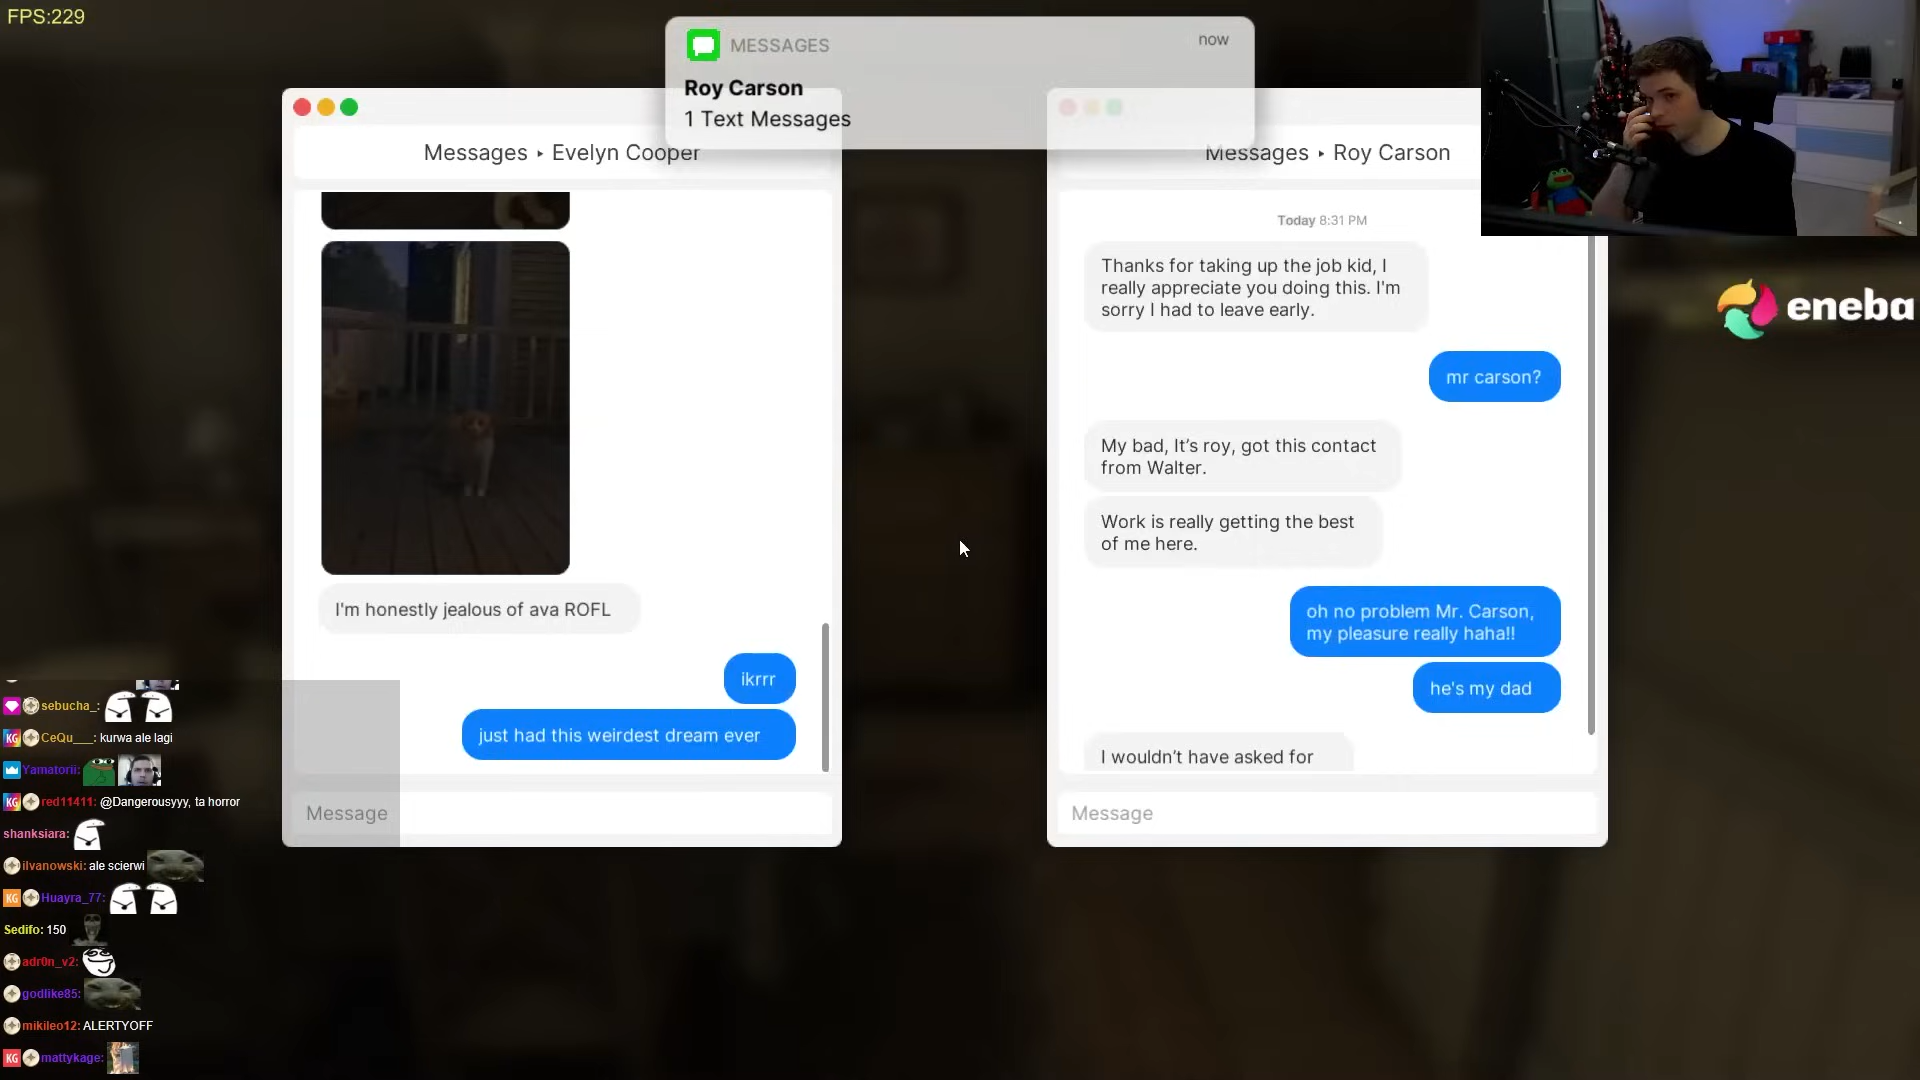 FPS:229
MESSAGES
now
Roy Carson
1 Text Messages
Messages ▸ Evelyn Cooper
I'm honestly jealous of ava ROFL
ikrrr
just had this weirdest dream ever
Message
Messages ▸ Roy Carson
Today 8:31 PM
Thanks for taking up the job kid, I
really appreciate you doing this. I'm
sorry I had to leave early.
mr carson?
My bad, It’s roy, got this contact
from Walter.
Work is really getting the best
of me here.
oh no problem Mr. Carson,
my pleasure really haha!!
he's my dad
I wouldn’t have asked for
Message
eneba
sebucha_:
KG CeQu___: kurwa ale lagi
Yamatorii:
KG red11411: @Dangerousyyy, ta horror
shanksiara:
ilvanowski: ale scierwi
KG Huayra_77:
Sedifo: 150
adr0n_v2:
godlike85:
mikileo12: ALERTYOFF
KG mattykage: